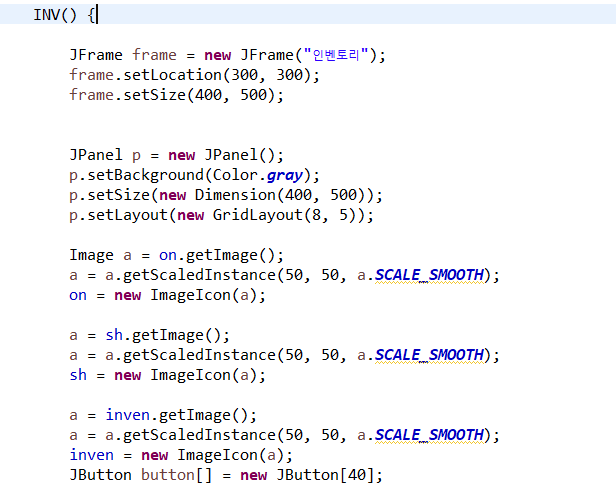 INV() {
JFrame frame = new JFrame("인벤토리");
frame.setLocation(300, 300);
frame.setSize(400, 500);
JPanel p = new JPanel();
p.setBackground(Color.gray);
p.setSize(new Dimension(400, 500));
p.setLayout(new GridLayout(8, 5));
Image a = on.getImage();
a = a.getScaledInstance(50, 50, a.SCALE_SMOOTH);
on = new ImageIcon(a);
a = sh.getImage();
a = a.getScaledInstance(50, 50, a.SCALE_SMOOTH);
sh = new ImageIcon(a);
a = inven.getImage();
a = a.getScaledInstance(50, 50, a.SCALE_SMOOTH);
inven = new ImageIcon(a);
JButton button[] = new JButton[40];